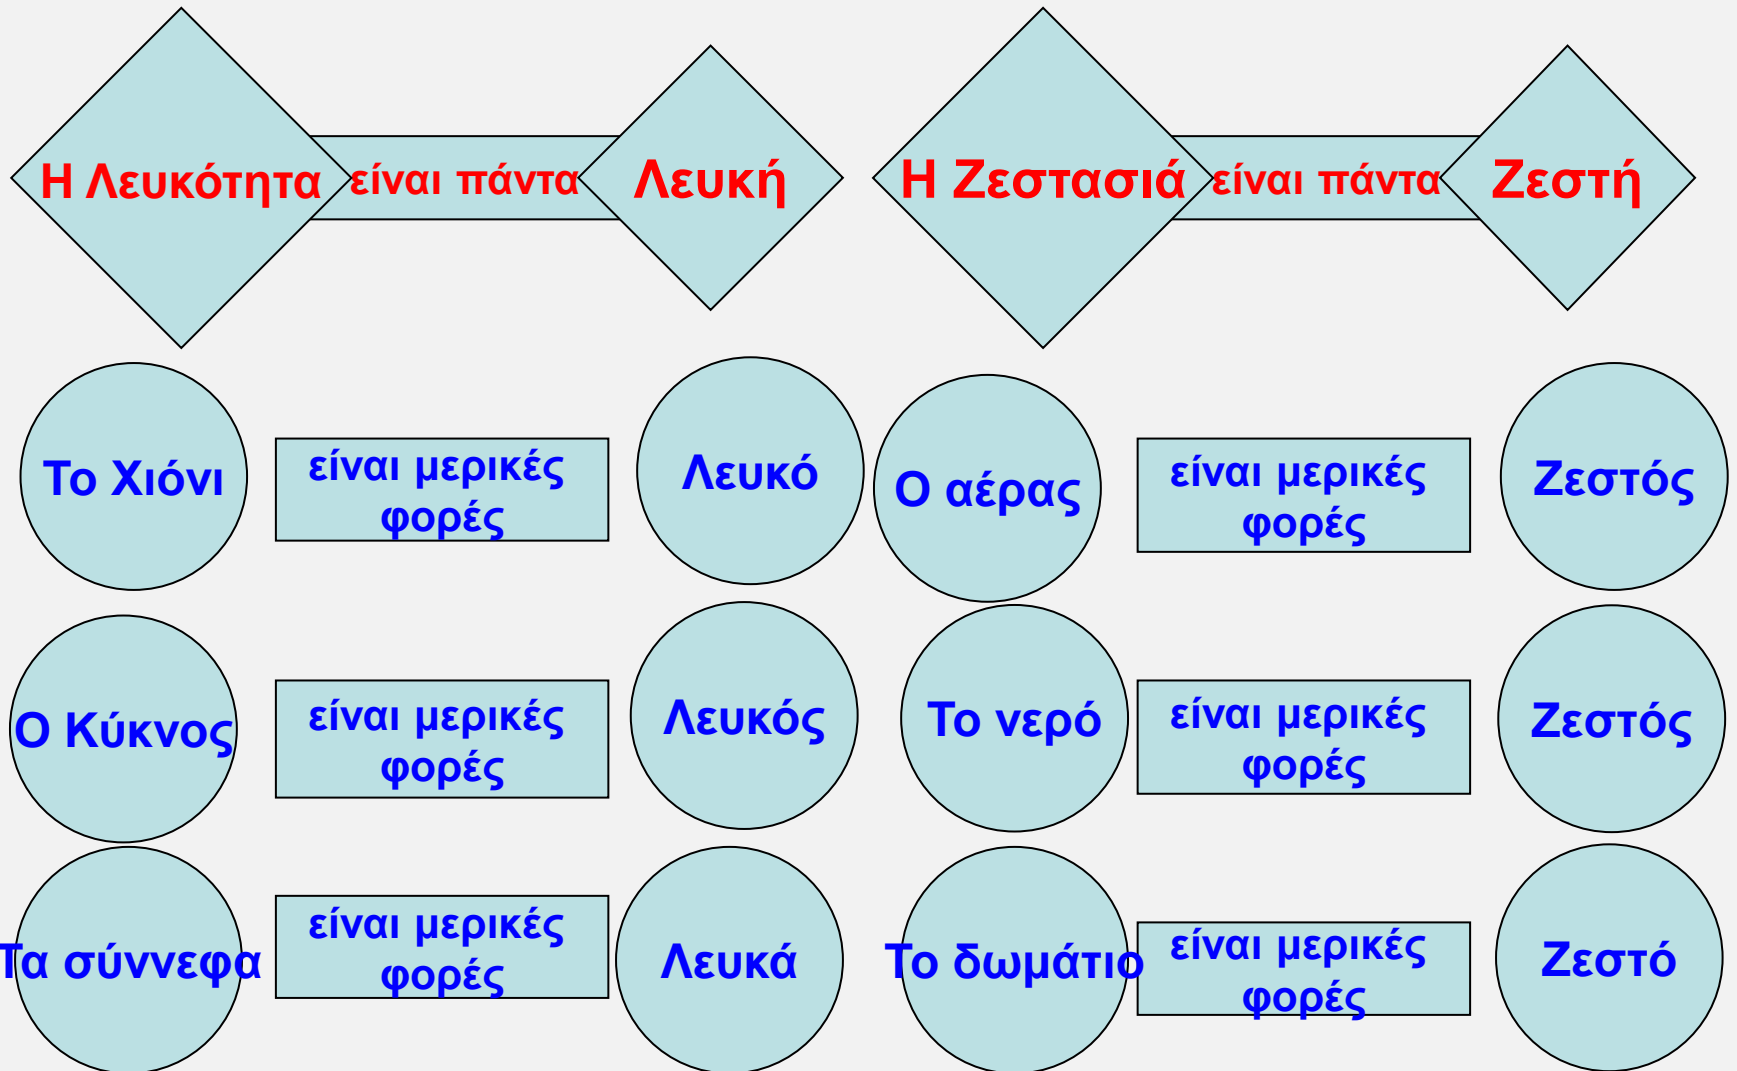 Η Λευκότητα είναι πάντα Λευκή
Η Ζεστασιά είναι πάντα Ζεστή
Το Χιόνι
είναι μερικές
φορές
Λευκό
Ο αέρας
είναι μερικές
φορές
Ζεστός
Ο Κύκνος
είναι μερικές
φορές
Λευκός
Το νερό
είναι μερικές
φορές
Ζεστός
Τα σύννεφα
είναι μερικές
φορές
Λευκά
Το δωμάτιο
είναι μερικές
φορές
Ζεστό